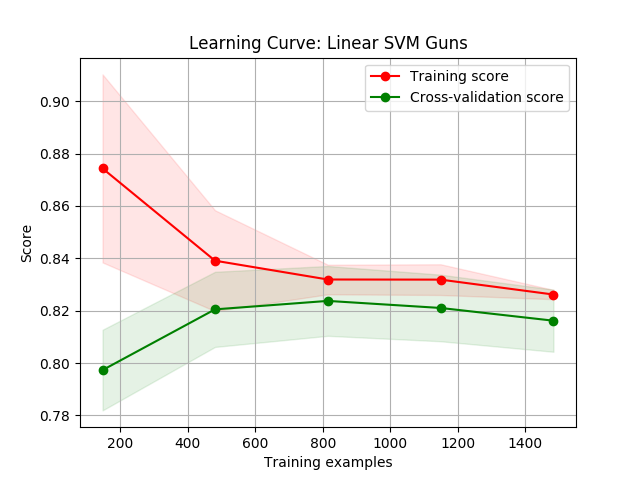 Learning Curve: Linear SVM Guns
Training score
Cross-validation score
0.90
0.88
0.86
0.84
0.82
0.80
0.78
Score
200 400 600 800 1000 1200 1400
Training examples